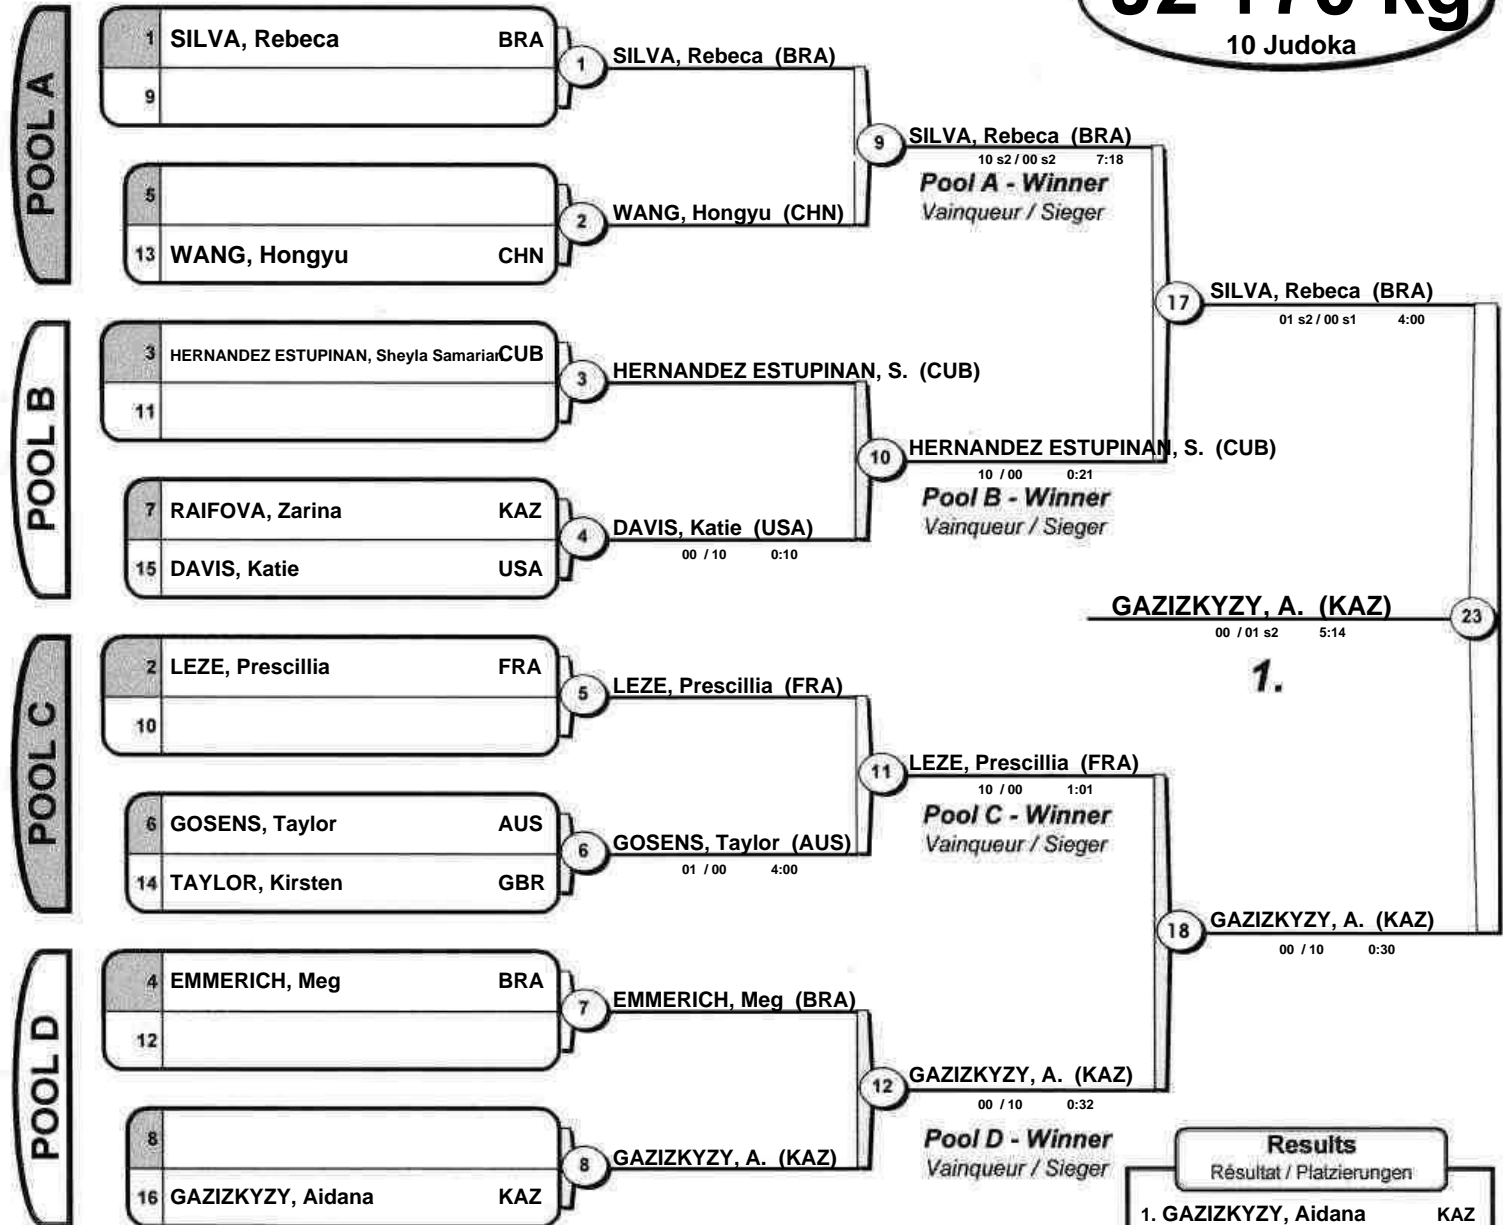 10 Judoka
POOL A
1 SILVA, Rebeca BRA
9
1
SILVA, Rebeca (BRA)
5
13 WANG, Hongyu CHN
2
WANG, Hongyu (CHN)
9
SILVA, Rebeca (BRA)
10 s2 / 00 s2 7:18
Pool A - Winner
Vainqueur / Sieger
POOL B
3 HERNANDEZ ESTUPINAN, Sheyla Samarian CUB
11
3
HERNANDEZ ESTUPINAN, S. (CUB)
7 RAIFOVA, Zarina KAZ
15 DAVIS, Katie USA
4
DAVIS, Katie (USA)
00 / 10 0:10
10
HERNANDEZ ESTUPINAN, S. (CUB)
10 / 00 0:21
Pool B - Winner
Vainqueur / Sieger
17
SILVA, Rebeca (BRA)
01 s2 / 00 s1 4:00
GAZIZKYZY, A. (KAZ)
00 / 01 s2 5:14
23
1.
POOL C
2 LEZE, Prescillia FRA
10
5
LEZE, Prescillia (FRA)
6 GOSENS, Taylor AUS
14 TAYLOR, Kirsten GBR
6
GOSENS, Taylor (AUS)
01 / 00 4:00
11
LEZE, Prescillia (FRA)
10 / 00 1:01
Pool C - Winner
Vainqueur / Sieger
POOL D
4 EMMERICH, Meg BRA
12
7
EMMERICH, Meg (BRA)
8
16 GAZIZKYZY, Aidana KAZ
8
GAZIZKYZY, A. (KAZ)
12
GAZIZKYZY, A. (KAZ)
00 / 10 0:32
Pool D - Winner
Vainqueur / Sieger
18
GAZIZKYZY, A. (KAZ)
00 / 10 0:30
Results
Résultat / Platzierungen
1. GAZIZKYZY, Aidana KAZ